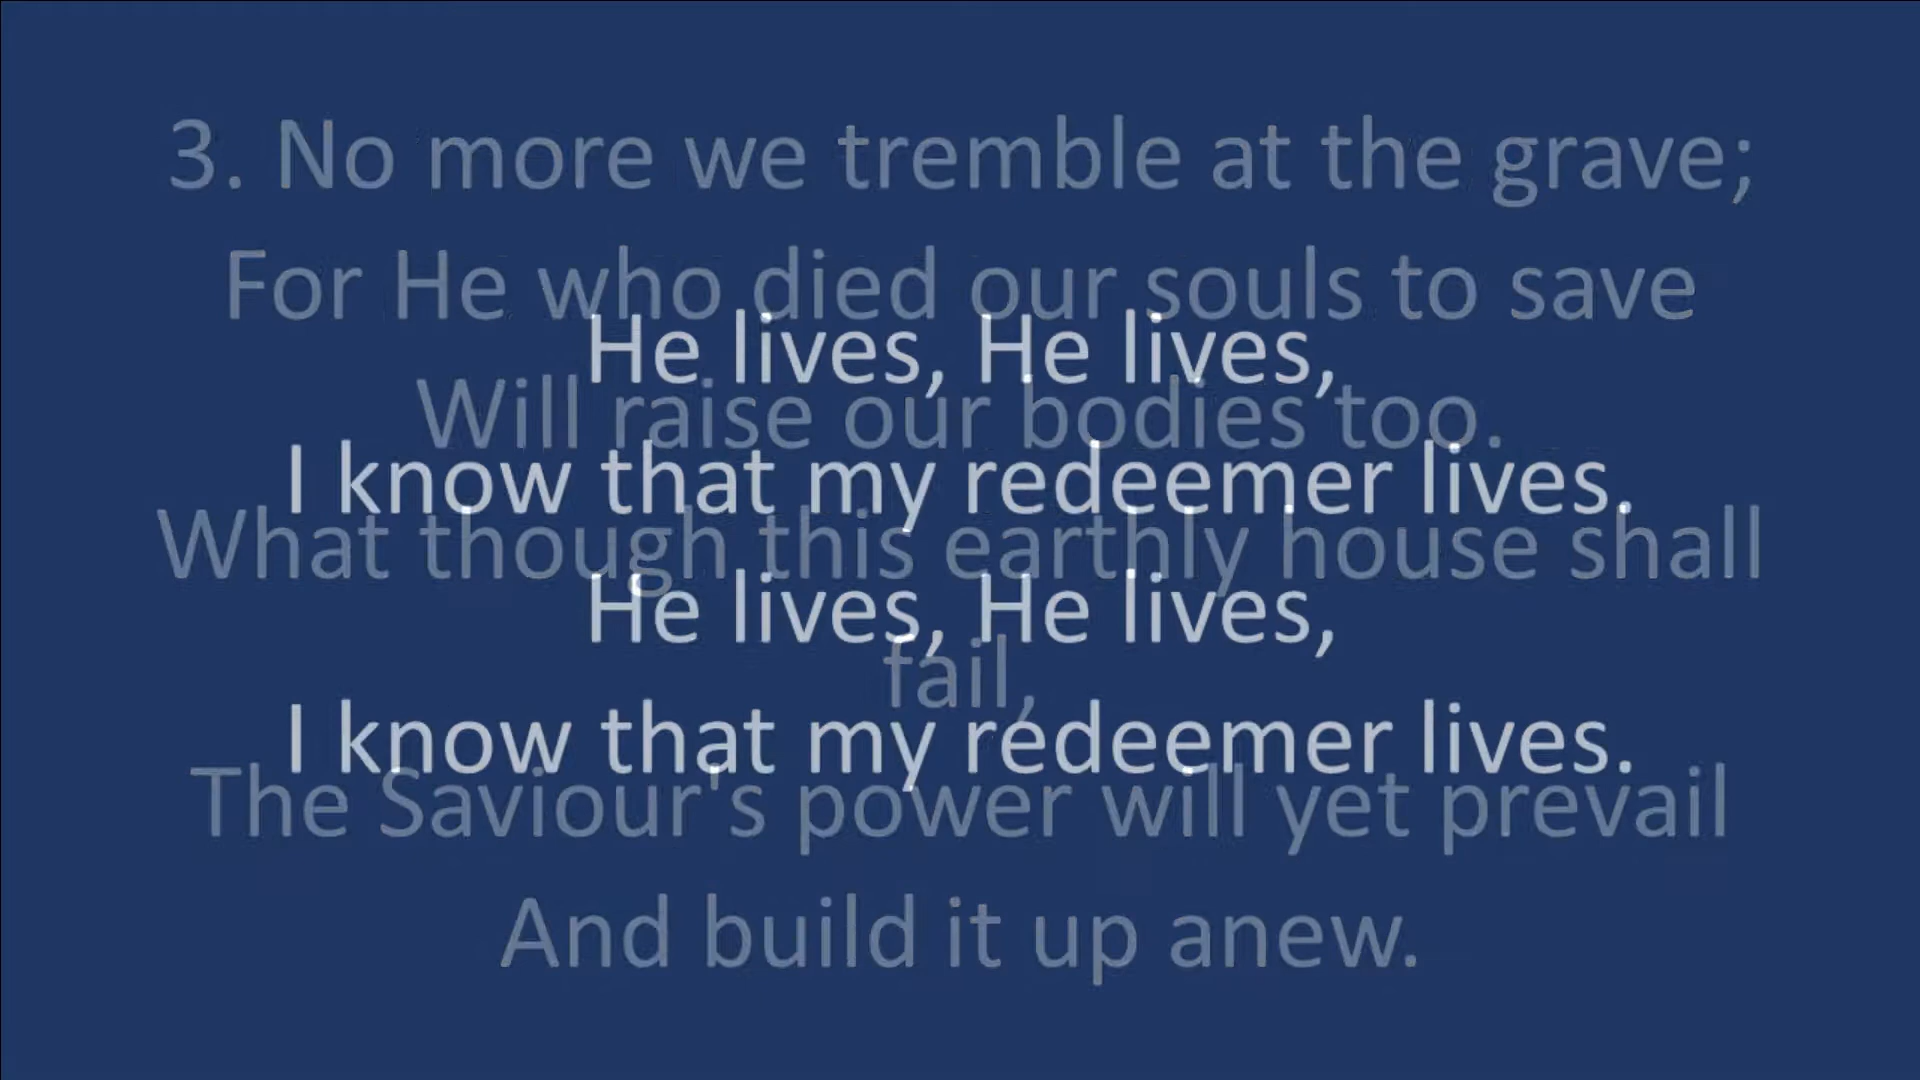 3. No more we tremble at the grave;
For He who died our souls to save
He lives, He lives,
Will raise our bodies too.
I know that my redeemer lives.
What though this earthly house shall
He lives, He lives,
fail,
I know that my redeemer lives.
The Saviour's power will yet prevail
And build it up anew.